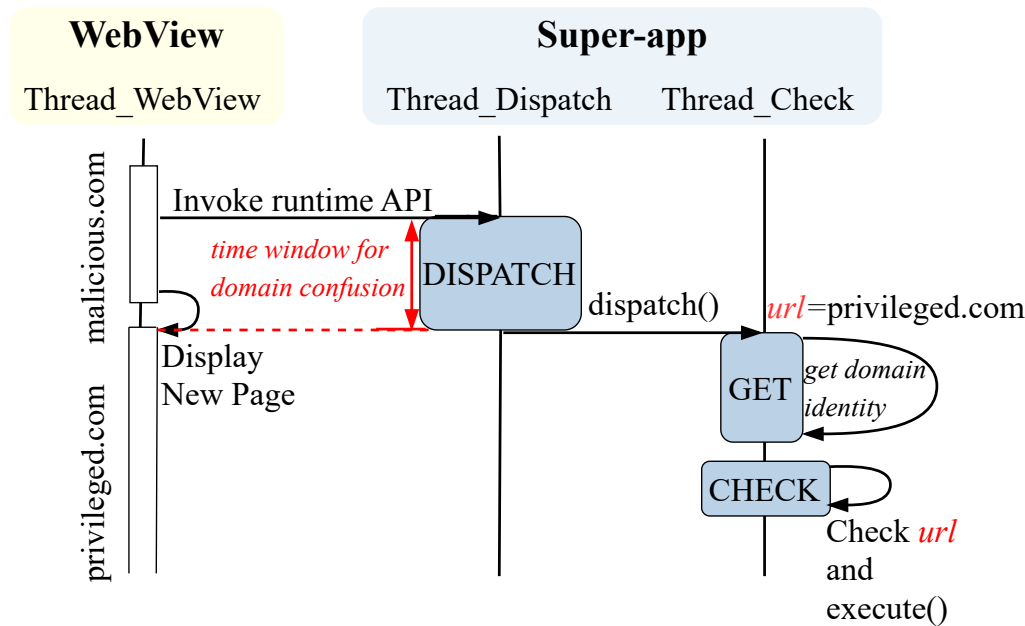 WebView
Super-app
Thread_WebView
Thread_Dispatch
Thread_Check
malicious.com
Invoke runtime API
time window for
domain confusion
DISPATCH
dispatch()
url=privileged.com
Display
New Page
GET
get domain
identity
privileged.com
CHECK
Check url
and
execute()